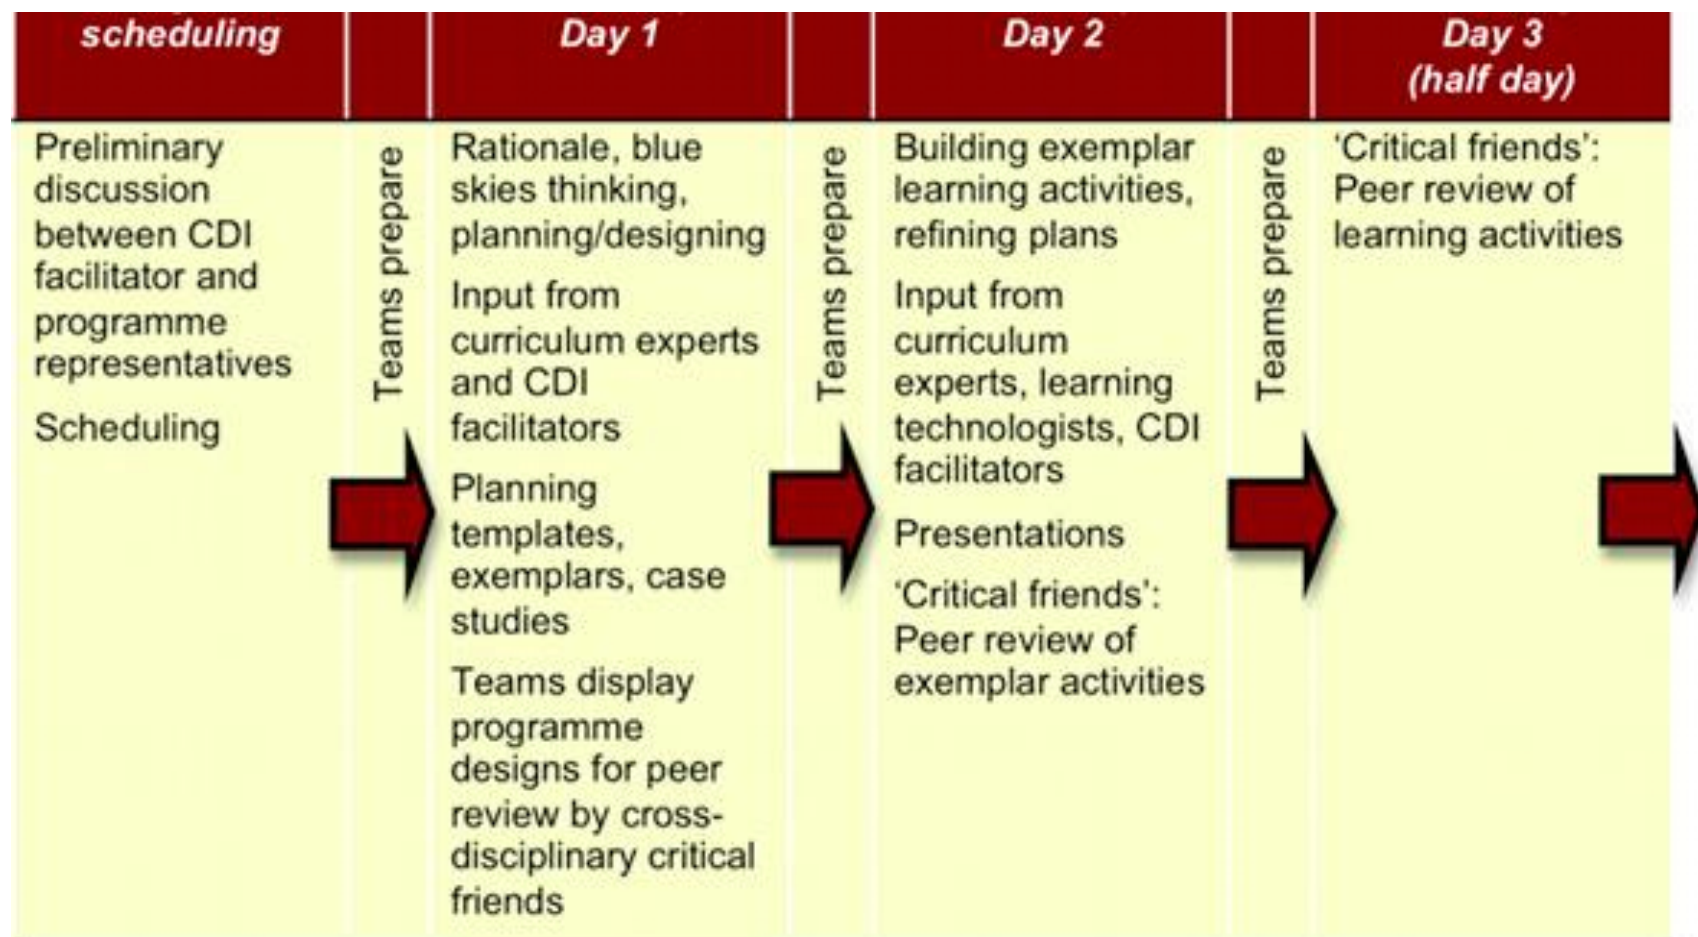 scheduling
Preliminary
discussion
between CDI
facilitator and
programme
representatives
Scheduling
Teams prepare
Day 1
Rationale, blue
skies thinking,
planning/designing
Input from
curriculum experts
and CDI
facilitators
Planning
templates,
exemplars, case
studies
Teams display
programme
designs for peer
review by cross-
disciplinary critical
friends
Teams prepare
Day 2
Building exemplar
learning activities,
refining plans
Input from
curriculum
experts, learning
technologists, CDI
facilitators
Presentations
‘Critical friends’:
Peer review of
exemplar activities
Teams prepare
Day 3
(half day)
‘Critical friends’:
Peer review of
learning activities